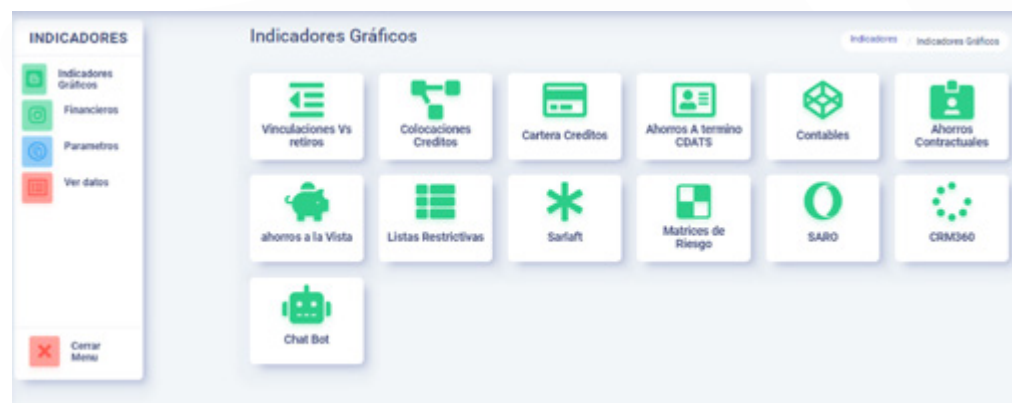 INDICADORES
Indicadores
Gráficos
Financieros
Parametros
Ver datos
Cerrar
Menu
Indicadores Gráficos
Indicadores / Indicadores Gráficos
Vinculaciones Vs
retiros
Colocaciones
Creditos
Cartera Creditos
Ahorros A termino
CDATS
Contables
Ahorros
Contractuales
ahorros a la Vista
Listas Restrictivas
Sarlaft
Matrices de
Riesgo
SARO
CRM360
Chat Bot